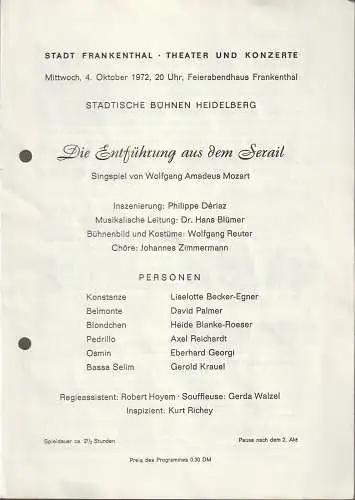 STADT FRANKENTHAL · THEATER UND KONZERTE
Mittwoch, 4. Oktober 1972, 20 Uhr, Feierabendhaus Frankenthal
STÄDTISCHE BÜHNEN HEIDELBERG
Die Entführung aus dem Serail
Singspiel von Wolfgang Amadeus Mozart
Inszenierung: Philippe Dériaz
Musikalische Leitung: Dr. Hans Blümer
Bühnenbild und Kostüme: Wolfgang Reuter
Chöre: Johannes Zimmermann
PERSONEN
Konstanze Liselotte Becker-Egner
Belmonte David Palmer
Blondchen Heide Blanke-Roeser
Pedrillo Axel Reichardt
Osmin Eberhard Georgi
Bassa Selim Gerold Krauel
Regieassistent: Robert Hoyem · Souffleuse: Gerda Walzel
Inspizient: Kurt Richey
Spieldauer ca. 2½ Stunden Pause nach dem 2. Akt
Preis des Programmes 0.30 DM